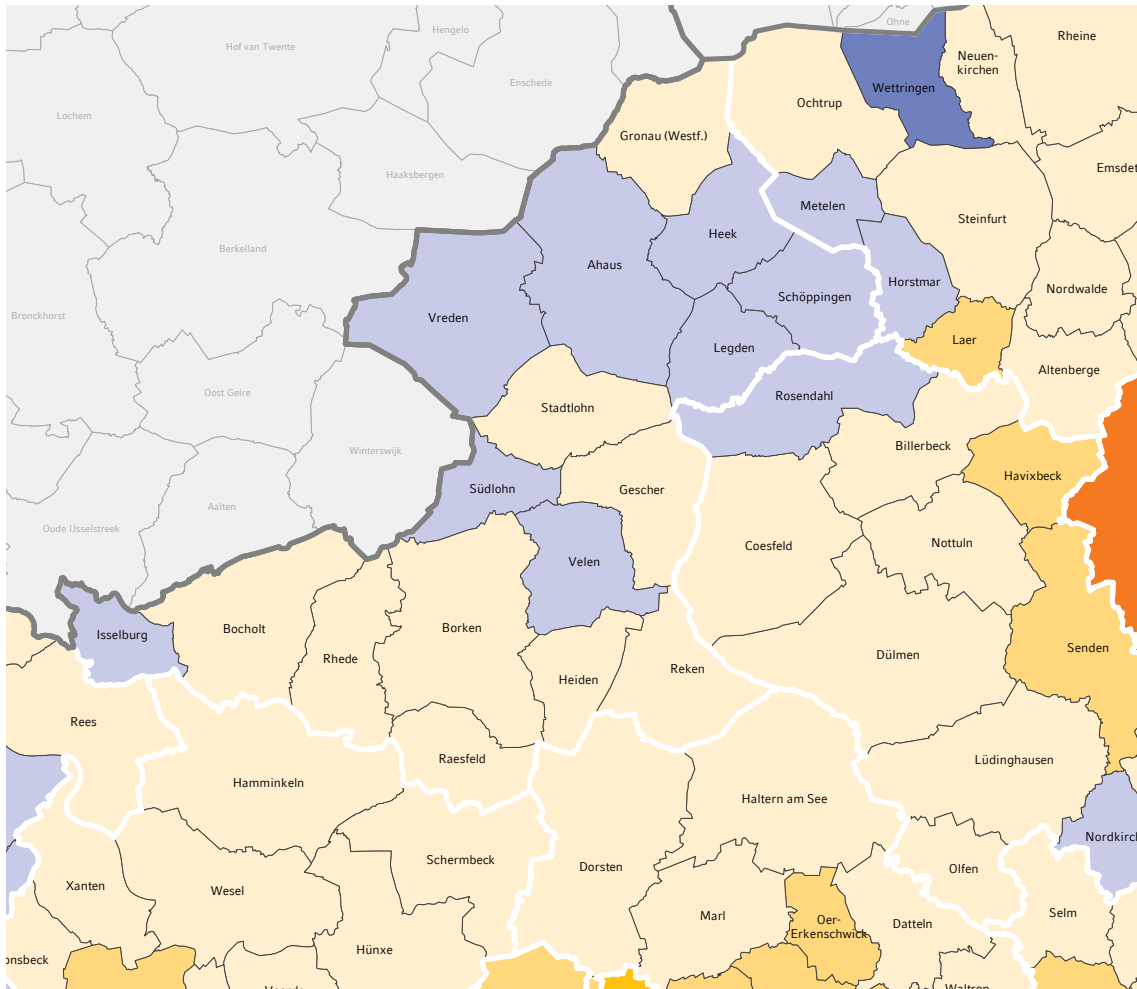 Ohne
Hengelo
Hof van Twente
Rheine
Neuen-
kirchen
Enschede
Wettringen
Ochtrup
Lochem
Gronau (Westf.)
Haaksbergen
Emsdet
Metelen
Steinfurt
Heek
Berkelland
Ahaus
Horstmar
Nordwalde
Schöppingen
Bronckhorst
Vreden
Laer
Legden
Altenberge
Oost Gelre
Rosendahl
Stadtlohn
Billerbeck
Winterswijk
Havixbeck
Südlohn
Gescher
Aalten
Oude IJsselstreek
Nottuln
Coesfeld
Velen
Bocholt
Borken
Isselburg
Senden
Dülmen
Rhede
Reken
Heiden
Rees
Raesfeld
Lüdinghausen
Hamminkeln
Haltern am See
Nordkirch
Schermbeck
Dorsten
Olfen
Xanten
Wesel
Selm
Marl
Oer-
Erkenschwick
Datteln
Hünxe
onsbeck
Voerde
Waltrop